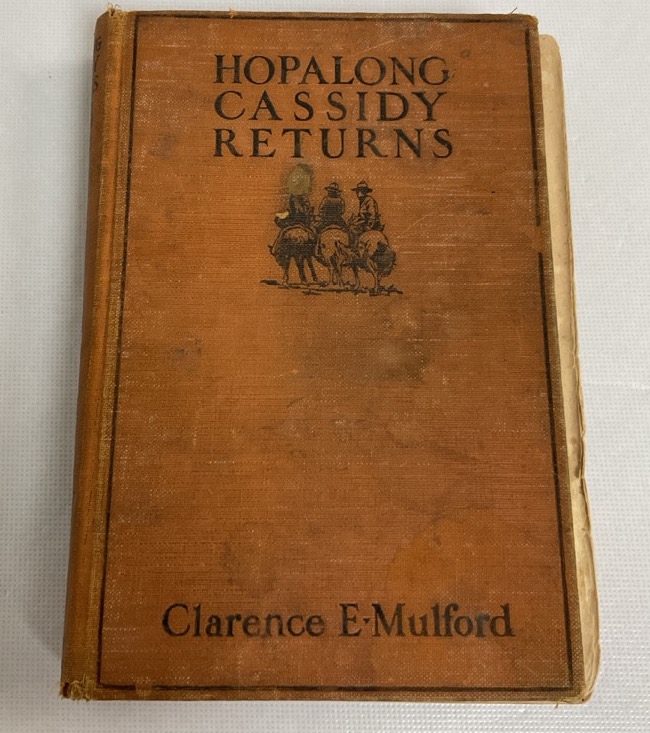 HOPALONG
CASSIDY
RETURNS
Clarence E·Mulford